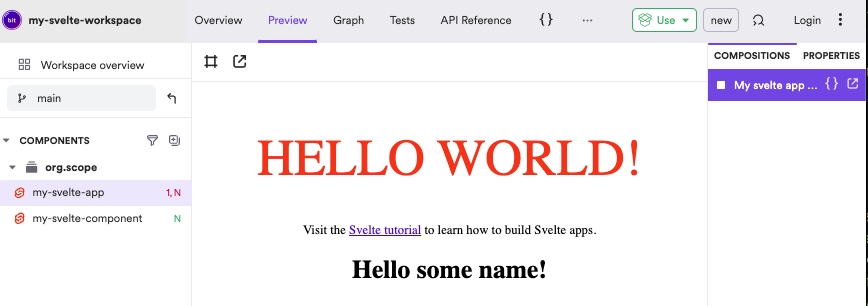 bit my-svelte-workspace Overview Preview Graph Tests API Reference {} ... Use new Login
Workspace overview
main
COMPONENTS
org.scope
my-svelte-app 1, N
my-svelte-component N
HELLO WORLD!
Visit the Svelte tutorial to learn how to build Svelte apps.
Hello some name!
COMPOSITIONS PROPERTIES
My svelte app ... {}